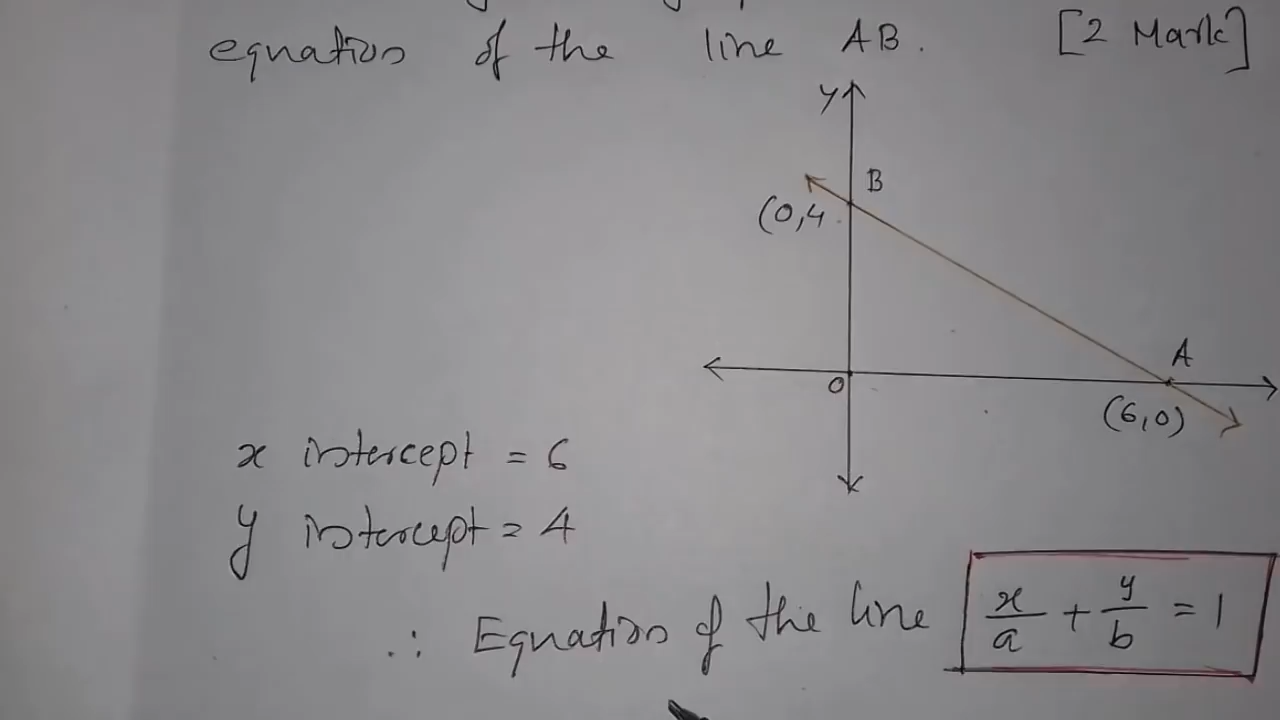 equation of the line AB. [2 Mark]
y
B
(0,4
A
O
(6,0)
x intercept = 6
y intercept = 4
∴ Equation of the line x/a + y/b = 1